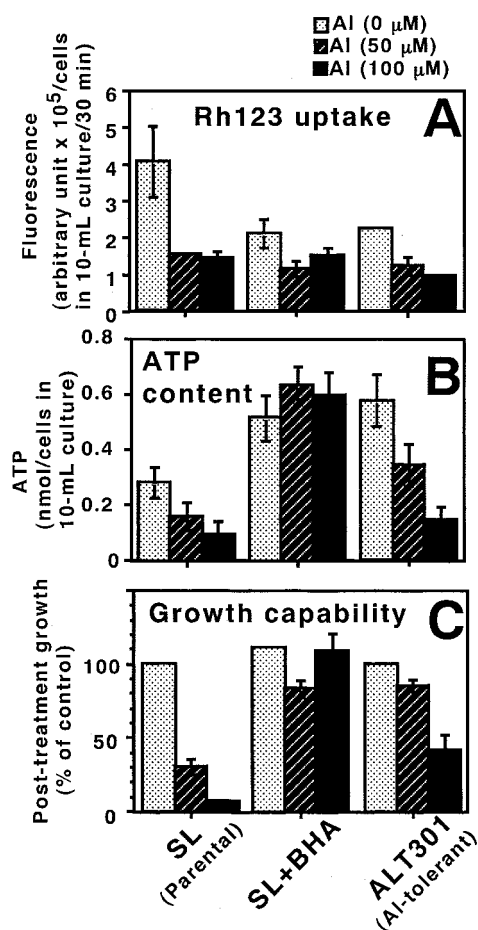 Al (0 μM)
Al (50 μM)
Al (100 μM)
A
Rh123 uptake
Fluorescence
(arbitrary unit x 10⁵/cells
in 10-mL culture/30 min)
6
5
4
3
2
1
0
B
ATP
content
ATP
(nmol/cells in
10-mL culture)
0.8
0.6
0.4
0.2
0
C
Growth capability
Post-treatment growth
(% of control)
100
50
0
SL
(Parental)
SL+BHA
ALT301
(Al-tolerant)